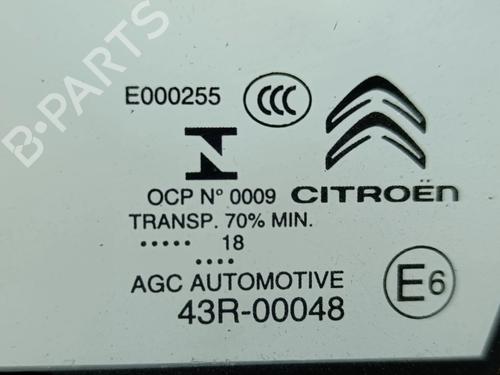 B-PARTS
E000255 CCC
OCP Nº 0009 CITROËN
TRANSP. 70% MIN.
..... 18
....
AGC AUTOMOTIVE
43R-00048 E6